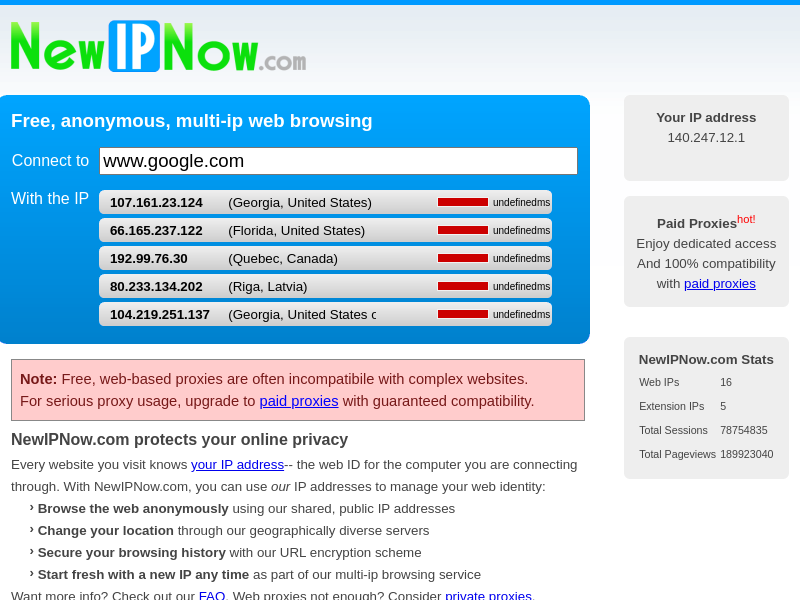 NewIPNow.com
Free, anonymous, multi-ip web browsing
Connect to www.google.com
With the IP
107.161.23.124 (Georgia, United States) undefinedms
66.165.237.122 (Florida, United States) undefinedms
192.99.76.30 (Quebec, Canada) undefinedms
80.233.134.202 (Riga, Latvia) undefinedms
104.219.251.137 (Georgia, United States undefinedms
Your IP address
140.247.12.1
Paid Proxies hot!
Enjoy dedicated access
And 100% compatibility
with paid proxies
NewIPNow.com Stats
Web IPs 16
Extension IPs 5
Total Sessions 78754835
Total Pageviews 189923040
Note: Free, web-based proxies are often incompatibile with complex websites.
For serious proxy usage, upgrade to paid proxies with guaranteed compatibility.
NewIPNow.com protects your online privacy
Every website you visit knows your IP address-- the web ID for the computer you are connecting
through. With NewIPNow.com, you can use our IP addresses to manage your web identity:
› Browse the web anonymously using our shared, public IP addresses
› Change your location through our geographically diverse servers
› Secure your browsing history with our URL encryption scheme
› Start fresh with a new IP any time as part of our multi-ip browsing service
Want more info? Check out our FAQ. Web proxies not enough? Consider private proxies.